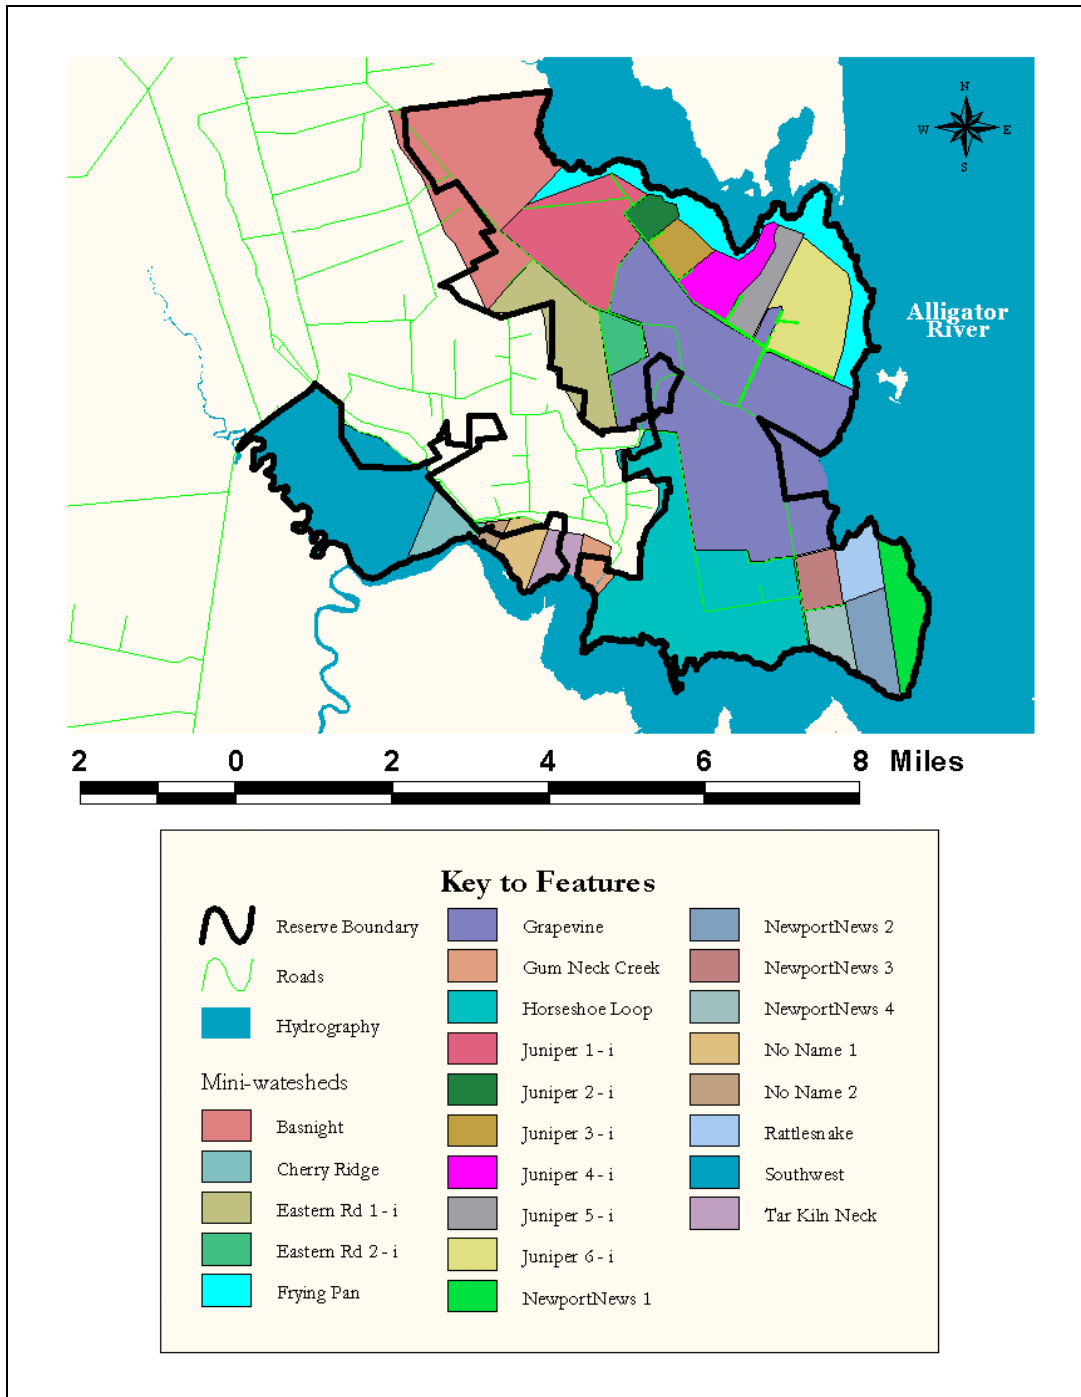 N
W E
S
Alligator
River
2 0 2 4 6 8 Miles
Key to Features
Reserve Boundary
Roads
Hydrography
Mini-watesheds
Basnight
Cherry Ridge
Eastern Rd 1 - i
Eastern Rd 2 - i
Frying Pan
Grapevine
Gum Neck Creek
Horseshoe Loop
Juniper 1 - i
Juniper 2 - i
Juniper 3 - i
Juniper 4 - i
Juniper 5 - i
Juniper 6 - i
NewportNews 1
NewportNews 2
NewportNews 3
NewportNews 4
No Name 1
No Name 2
Rattlesnake
Southwest
Tar Kiln Neck